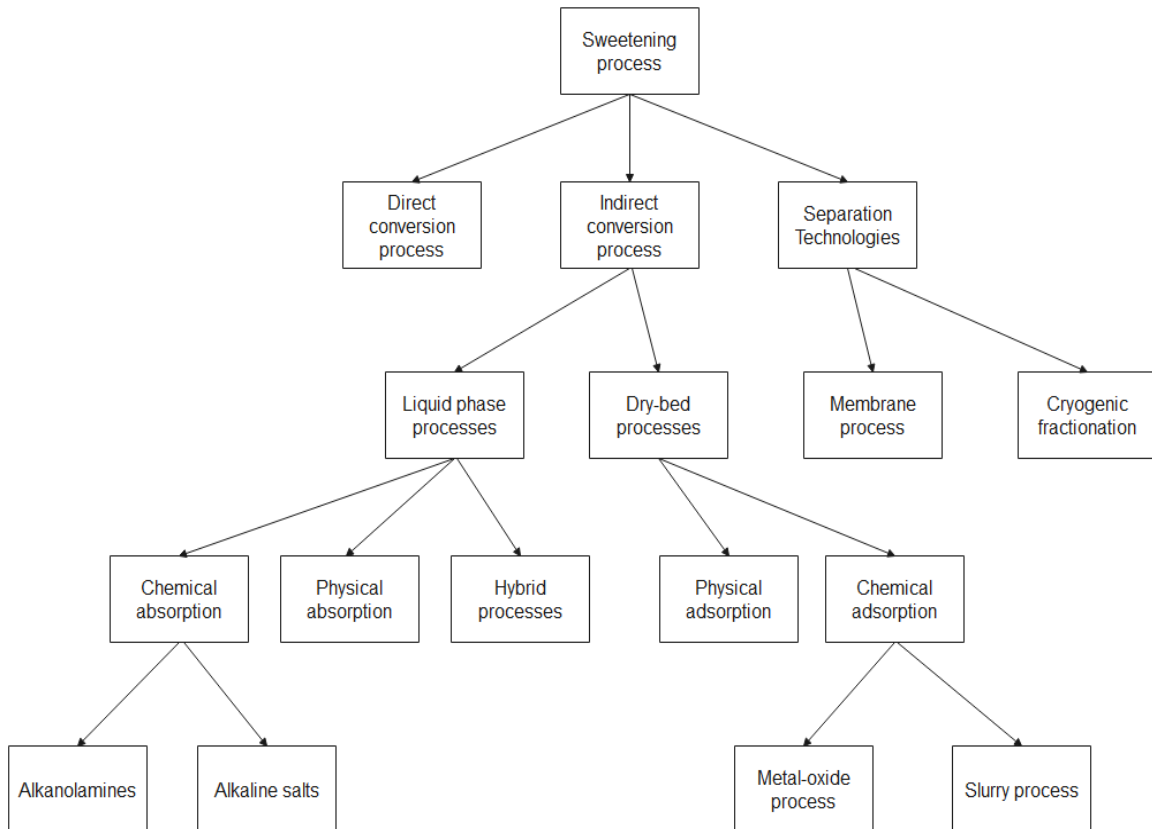 Sweetening
process
Direct
conversion
process
Indirect
conversion
process
Separation
Technologies
Liquid phase
processes
Dry-bed
processes
Membrane
process
Cryogenic
fractionation
Chemical
absorption
Physical
absorption
Hybrid
processes
Physical
adsorption
Chemical
adsorption
Alkanolamines
Alkaline salts
Metal-oxide
process
Slurry process